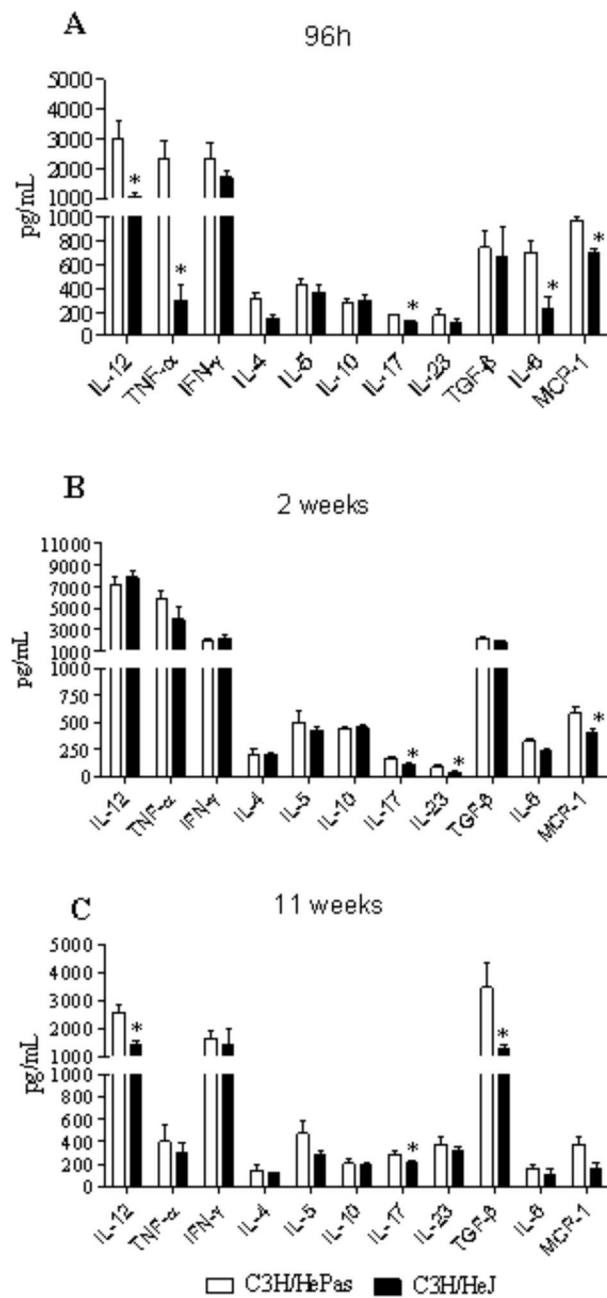 A
96h
5000
4000
3000
2000
1000
1000
800
600
400
200
0
pg/mL
* * * * *
IL-12 TNF-α IFN-γ IL-4 IL-5 IL-10 IL-17 IL-23 TGF-β IL-6 MCP-1
B
2 weeks
11000
9000
7000
5000
3000
1000
1000
750
500
250
0
pg/mL
* * *
IL-12 TNF-α IFN-γ IL-4 IL-5 IL-10 IL-17 IL-23 TGF-β IL-6 MCP-1
C
11 weeks
5000
4000
3000
2000
1000
1000
800
600
400
200
0
pg/mL
* * *
IL-12 TNF-α IFN-γ IL-4 IL-5 IL-10 IL-17 IL-23 TGF-β IL-6 MCP-1
C3H/HePas C3H/HeJ